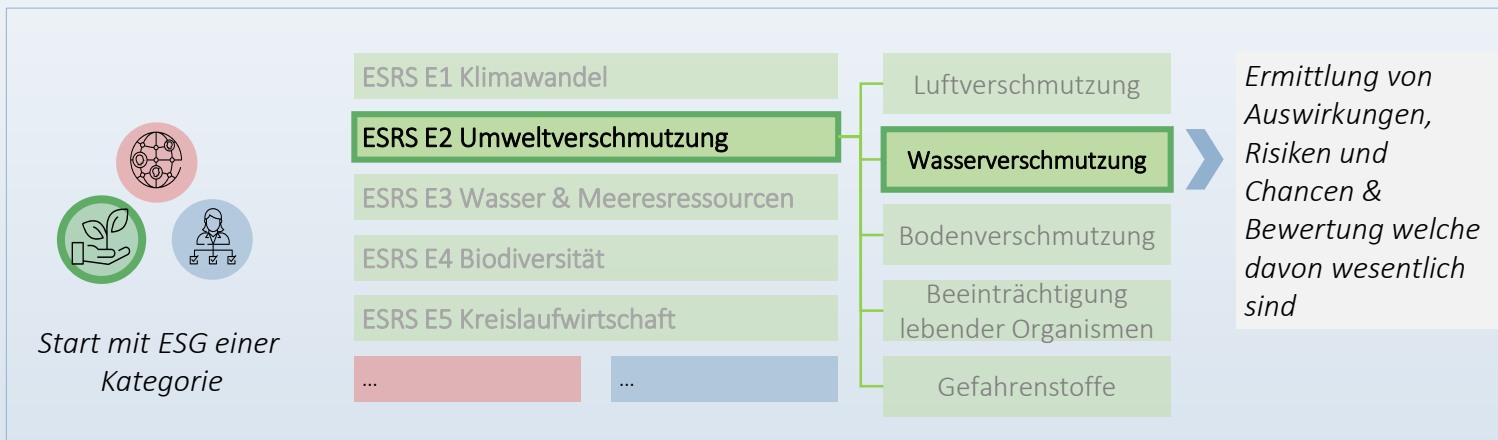 Start mit ESG einer
Kategorie
ESRS E1 Klimawandel
ESRS E2 Umweltverschmutzung
ESRS E3 Wasser & Meeresressourcen
ESRS E4 Biodiversität
ESRS E5 Kreislaufwirtschaft
...
...
Luftverschmutzung
Wasserverschmutzung
Bodenverschmutzung
Beeinträchtigung
lebender Organismen
Gefahrenstoffe
Ermittlung von
Auswirkungen,
Risiken und
Chancen &
Bewertung welche
davon wesentlich
sind